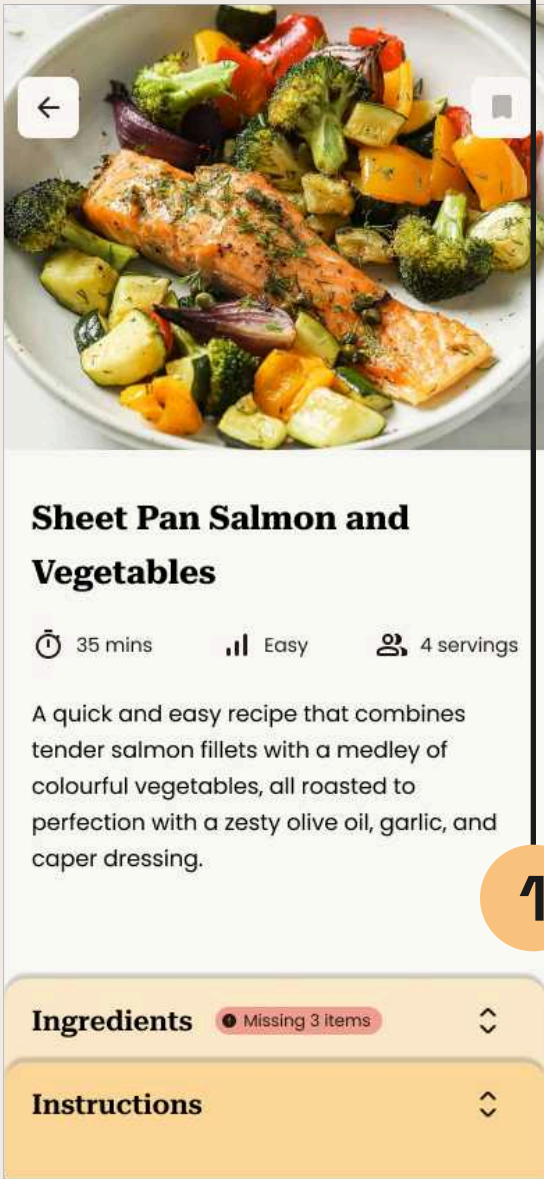 Sheet Pan Salmon and
Vegetables
35 mins
Easy
4 servings
A quick and easy recipe that combines
tender salmon fillets with a medley of
colourful vegetables, all roasted to
perfection with a zesty olive oil, garlic, and
caper dressing.
1
Ingredients
Missing 3 items
Instructions